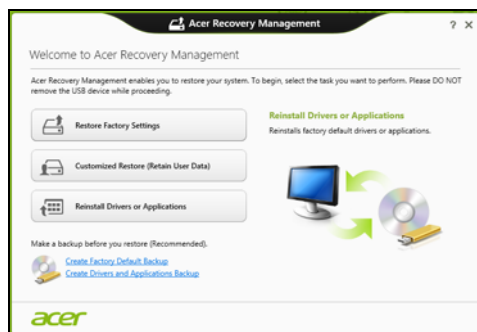 Acer Recovery Management
? X
Welcome to Acer Recovery Management
Acer Recovery Management enables you to restore your system. To begin, select the task you want to perform. Please DO NOT
remove the USB device while proceeding.
Restore Factory Settings
Customized Restore (Retain User Data)
Reinstall Drivers or Applications
Reinstall Drivers or Applications
Reinstalls factory default drivers or applications.
Make a backup before you restore (Recommended).
Create Factory Default Backup
Create Drivers and Applications Backup
acer